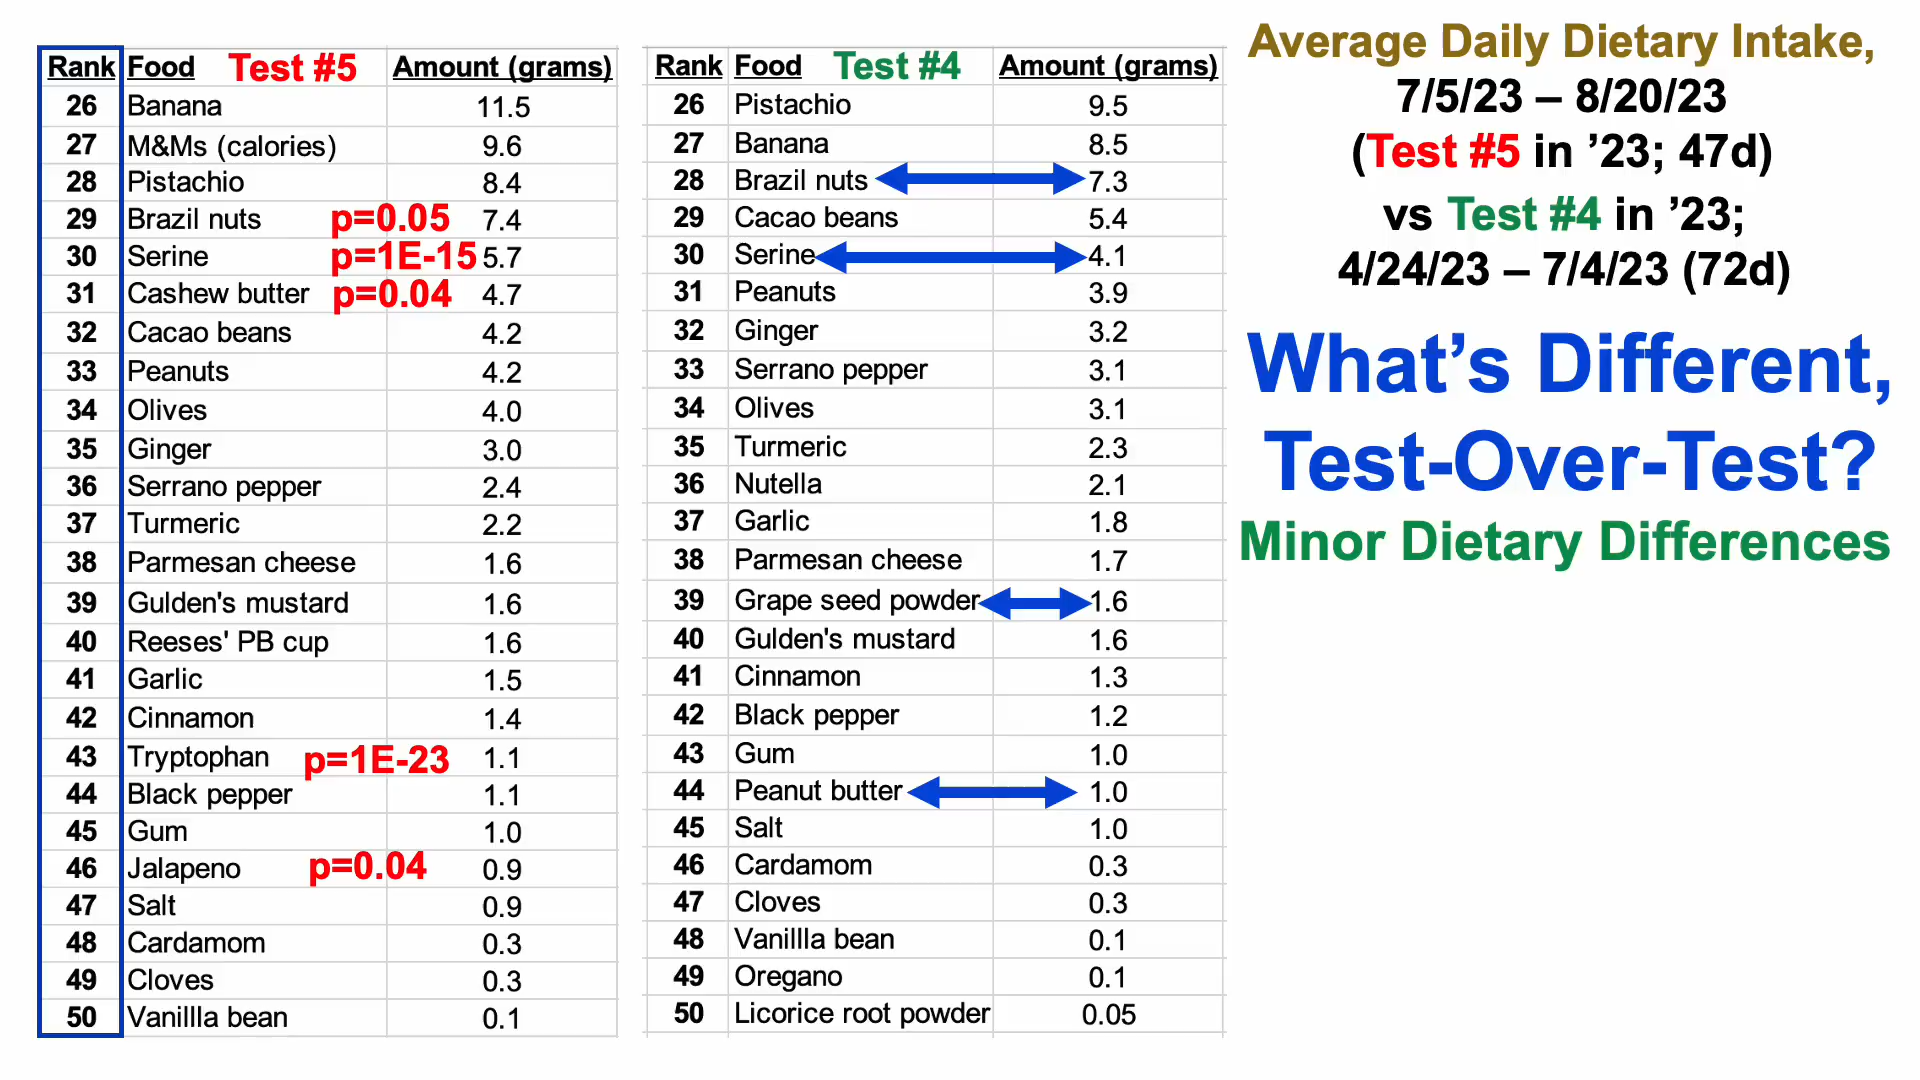 Rank Food Test #5 Amount (grams)
26 Banana 11.5
27 M&Ms (calories) 9.6
28 Pistachio 8.4
29 Brazil nuts p=0.05 7.4
30 Serine p=1E-15 5.7
31 Cashew butter p=0.04 4.7
32 Cacao beans 4.2
33 Peanuts 4.2
34 Olives 4.0
35 Ginger 3.0
36 Serrano pepper 2.4
37 Turmeric 2.2
38 Parmesan cheese 1.6
39 Gulden's mustard 1.6
40 Reeses' PB cup 1.6
41 Garlic 1.5
42 Cinnamon 1.4
43 Tryptophan p=1E-23 1.1
44 Black pepper 1.1
45 Gum 1.0
46 Jalapeno p=0.04 0.9
47 Salt 0.9
48 Cardamom 0.3
49 Cloves 0.3
50 Vanillla bean 0.1
Rank Food Test #4 Amount (grams)
26 Pistachio 9.5
27 Banana 8.5
28 Brazil nuts 7.3
29 Cacao beans 5.4
30 Serine 4.1
31 Peanuts 3.9
32 Ginger 3.2
33 Serrano pepper 3.1
34 Olives 3.1
35 Turmeric 2.3
36 Nutella 2.1
37 Garlic 1.8
38 Parmesan cheese 1.7
39 Grape seed powder 1.6
40 Gulden's mustard 1.6
41 Cinnamon 1.3
42 Black pepper 1.2
43 Gum 1.0
44 Peanut butter 1.0
45 Salt 1.0
46 Cardamom 0.3
47 Cloves 0.3
48 Vanillla bean 0.1
49 Oregano 0.1
50 Licorice root powder 0.05
Average Daily Dietary Intake,
7/5/23 – 8/20/23
(Test #5 in ’23; 47d)
vs Test #4 in ’23;
4/24/23 – 7/4/23 (72d)
What’s Different,
Test-Over-Test?
Minor Dietary Differences